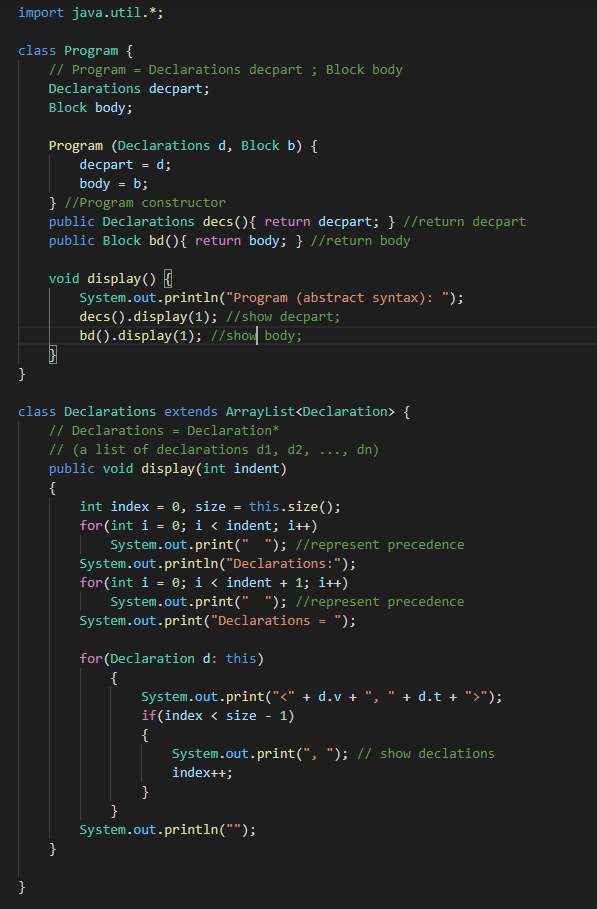 import java.util.*;

class Program {
    // Program = Declarations decpart ; Block body
    Declarations decpart;
    Block body;

    Program (Declarations d, Block b) {
        decpart = d;
        body = b;
    } //Program constructor
    public Declarations decs(){ return decpart; } //return decpart
    public Block bd(){ return body; } //return body

    void display() {
        System.out.println("Program (abstract syntax): ");
        decs().display(1); //show decpart;
        bd().display(1); //show body;
    }
}

class Declarations extends ArrayList<Declaration> {
    // Declarations = Declaration*
    // (a list of declarations d1, d2, ..., dn)
    public void display(int indent)
    {
        int index = 0, size = this.size();
        for(int i = 0; i < indent; i++)
            System.out.print("  "); //represent precedence
        System.out.println("Declarations:");
        for(int i = 0; i < indent + 1; i++)
            System.out.print("  "); //represent precedence
        System.out.print("Declarations = ");

        for(Declaration d: this)
            {
                System.out.print("<" + d.v + ", " + d.t + ">");
                if(index < size - 1)
                {
                    System.out.print(", "); // show declations
                    index++;
                }
            }
        System.out.println("");
    }

}